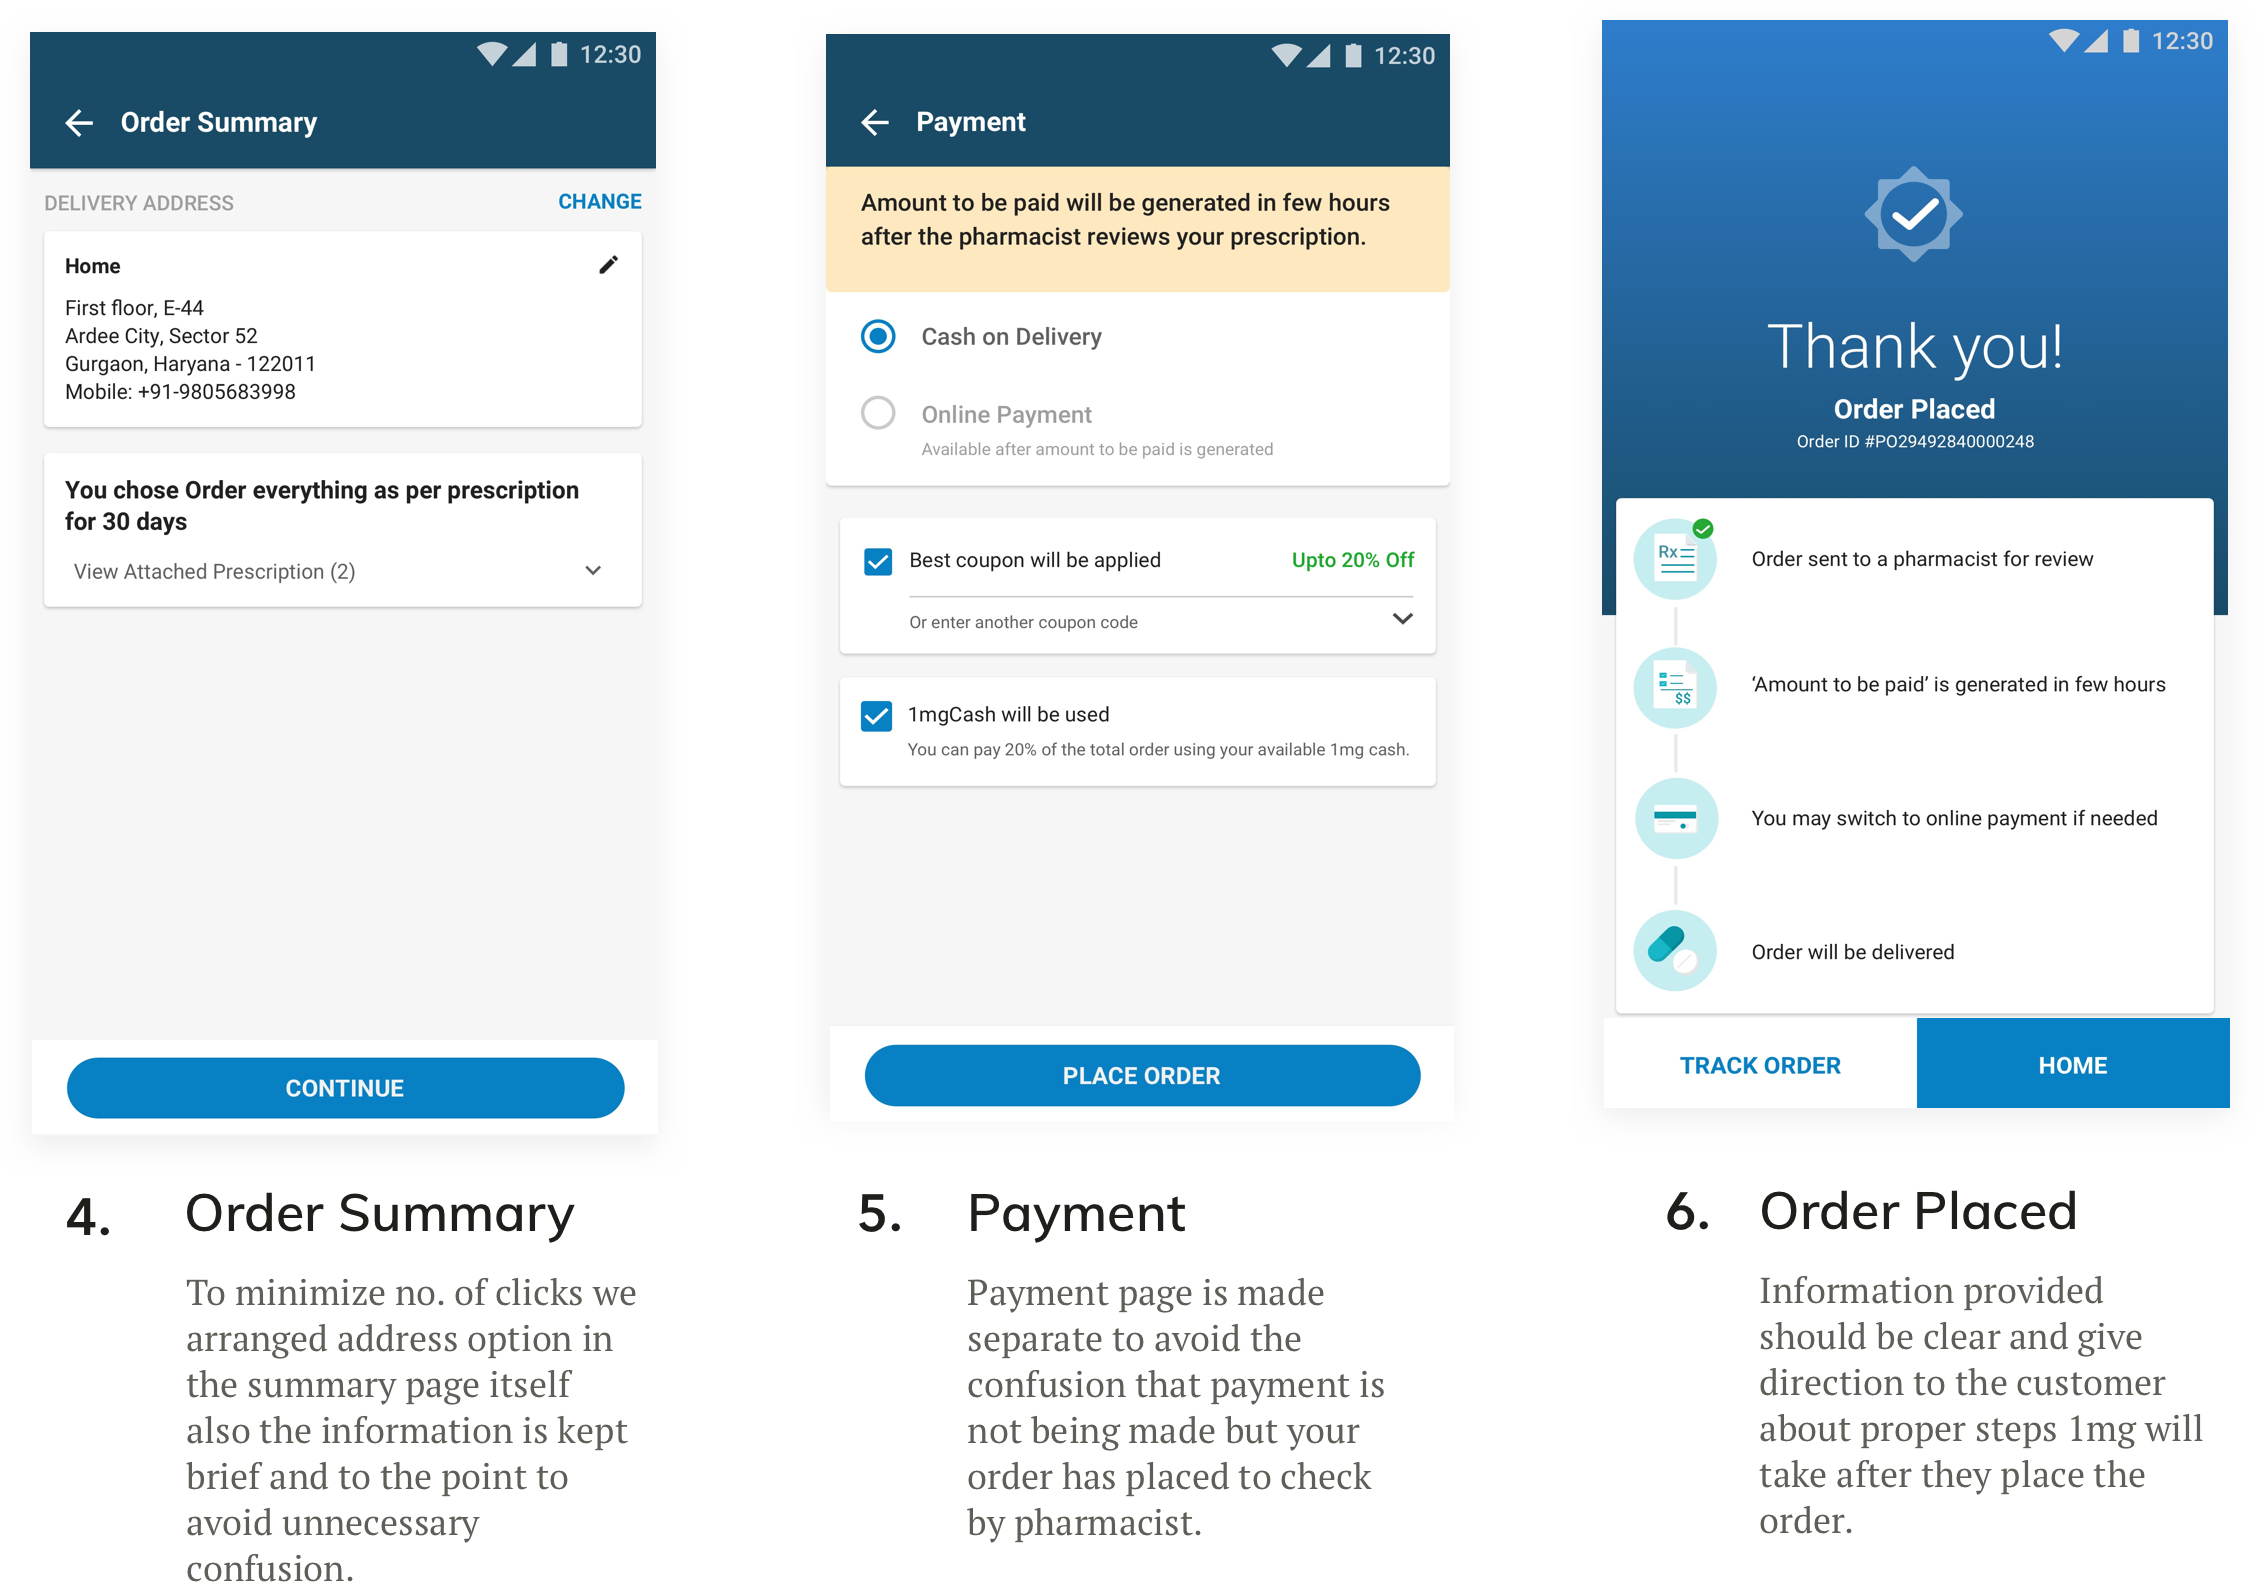 12:30
Order Summary
DELIVERY ADDRESS
CHANGE
Home
First floor, E-44
Ardee City, Sector 52
Gurgaon, Haryana - 122011
Mobile: +91-9805683998
You chose Order everything as per prescription
for 30 days
View Attached Prescription (2)
CONTINUE
4. Order Summary
To minimize no. of clicks we
arranged address option in
the summary page itself
also the information is kept
brief and to the point to
avoid unnecessary
confusion.
12:30
Payment
Amount to be paid will be generated in few hours
after the pharmacist reviews your prescription.
Cash on Delivery
Online Payment
Available after amount to be paid is generated
Best coupon will be applied
Upto 20% Off
Or enter another coupon code
1mgCash will be used
You can pay 20% of the total order using your available 1mg cash.
PLACE ORDER
5. Payment
Payment page is made
separate to avoid the
confusion that payment is
not being made but your
order has placed to check
by pharmacist.
12:30
Thank you!
Order Placed
Order ID #PO29492840000248
Rx
Order sent to a pharmacist for review
$$
‘Amount to be paid’ is generated in few hours
You may switch to online payment if needed
Order will be delivered
TRACK ORDER
HOME
6. Order Placed
Information provided
should be clear and give
direction to the customer
about proper steps 1mg will
take after they place the
order.